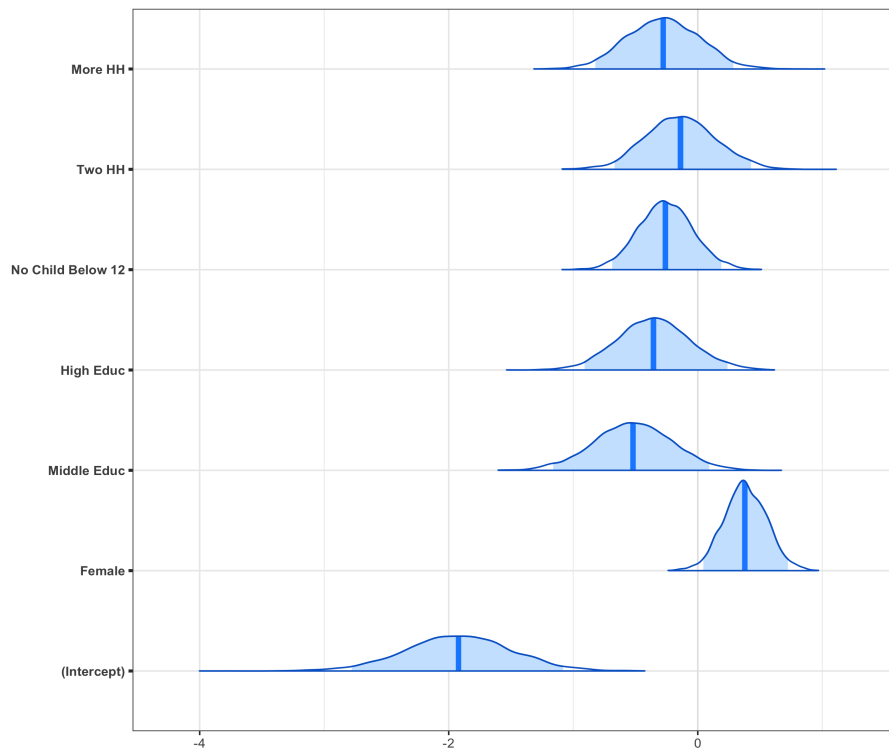 More HH
Two HH
No Child Below 12
High Educ
Middle Educ
Female
(Intercept)
-4 -2 0